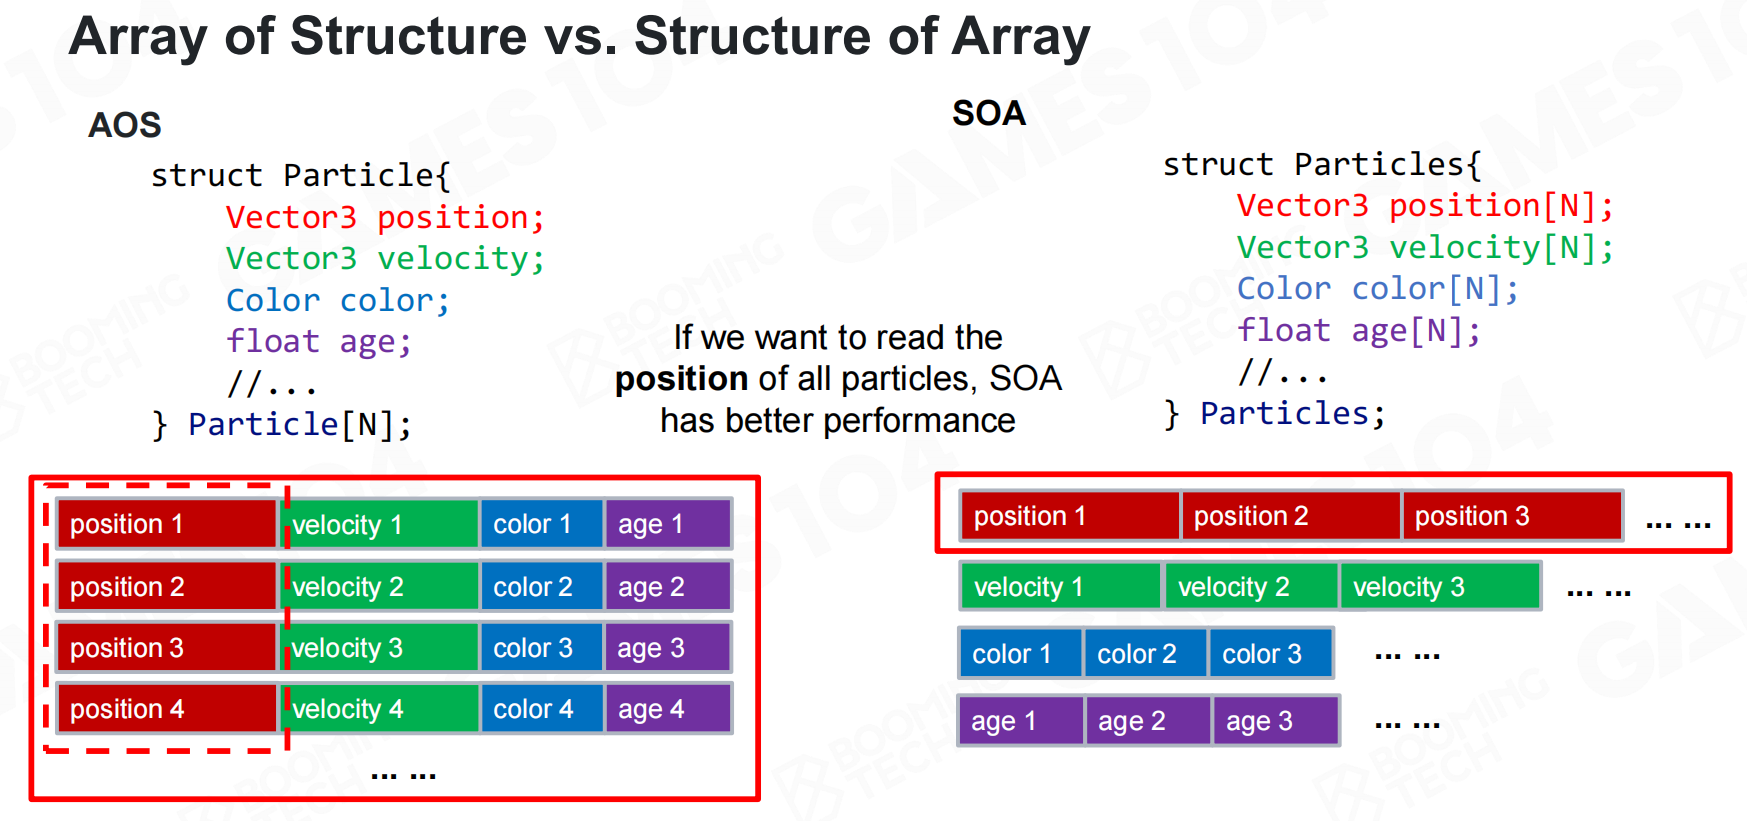 Array of Structure vs. Structure of Array
AOS
struct Particle{
Vector3 position;
Vector3 velocity;
Color color;
float age;
//...
} Particle[N];
If we want to read the
position of all particles, SOA
has better performance
SOA
struct Particles{
Vector3 position[N];
Vector3 velocity[N];
Color color[N];
float age[N];
//...
} Particles;
position 1 velocity 1 color 1 age 1
position 2 velocity 2 color 2 age 2
position 3 velocity 3 color 3 age 3
position 4 velocity 4 color 4 age 4
... ...
position 1 position 2 position 3 ... ...
velocity 1 velocity 2 velocity 3 ... ...
color 1 color 2 color 3 ... ...
age 1 age 2 age 3 ... ...
GAMES104
BOOMING
TECH